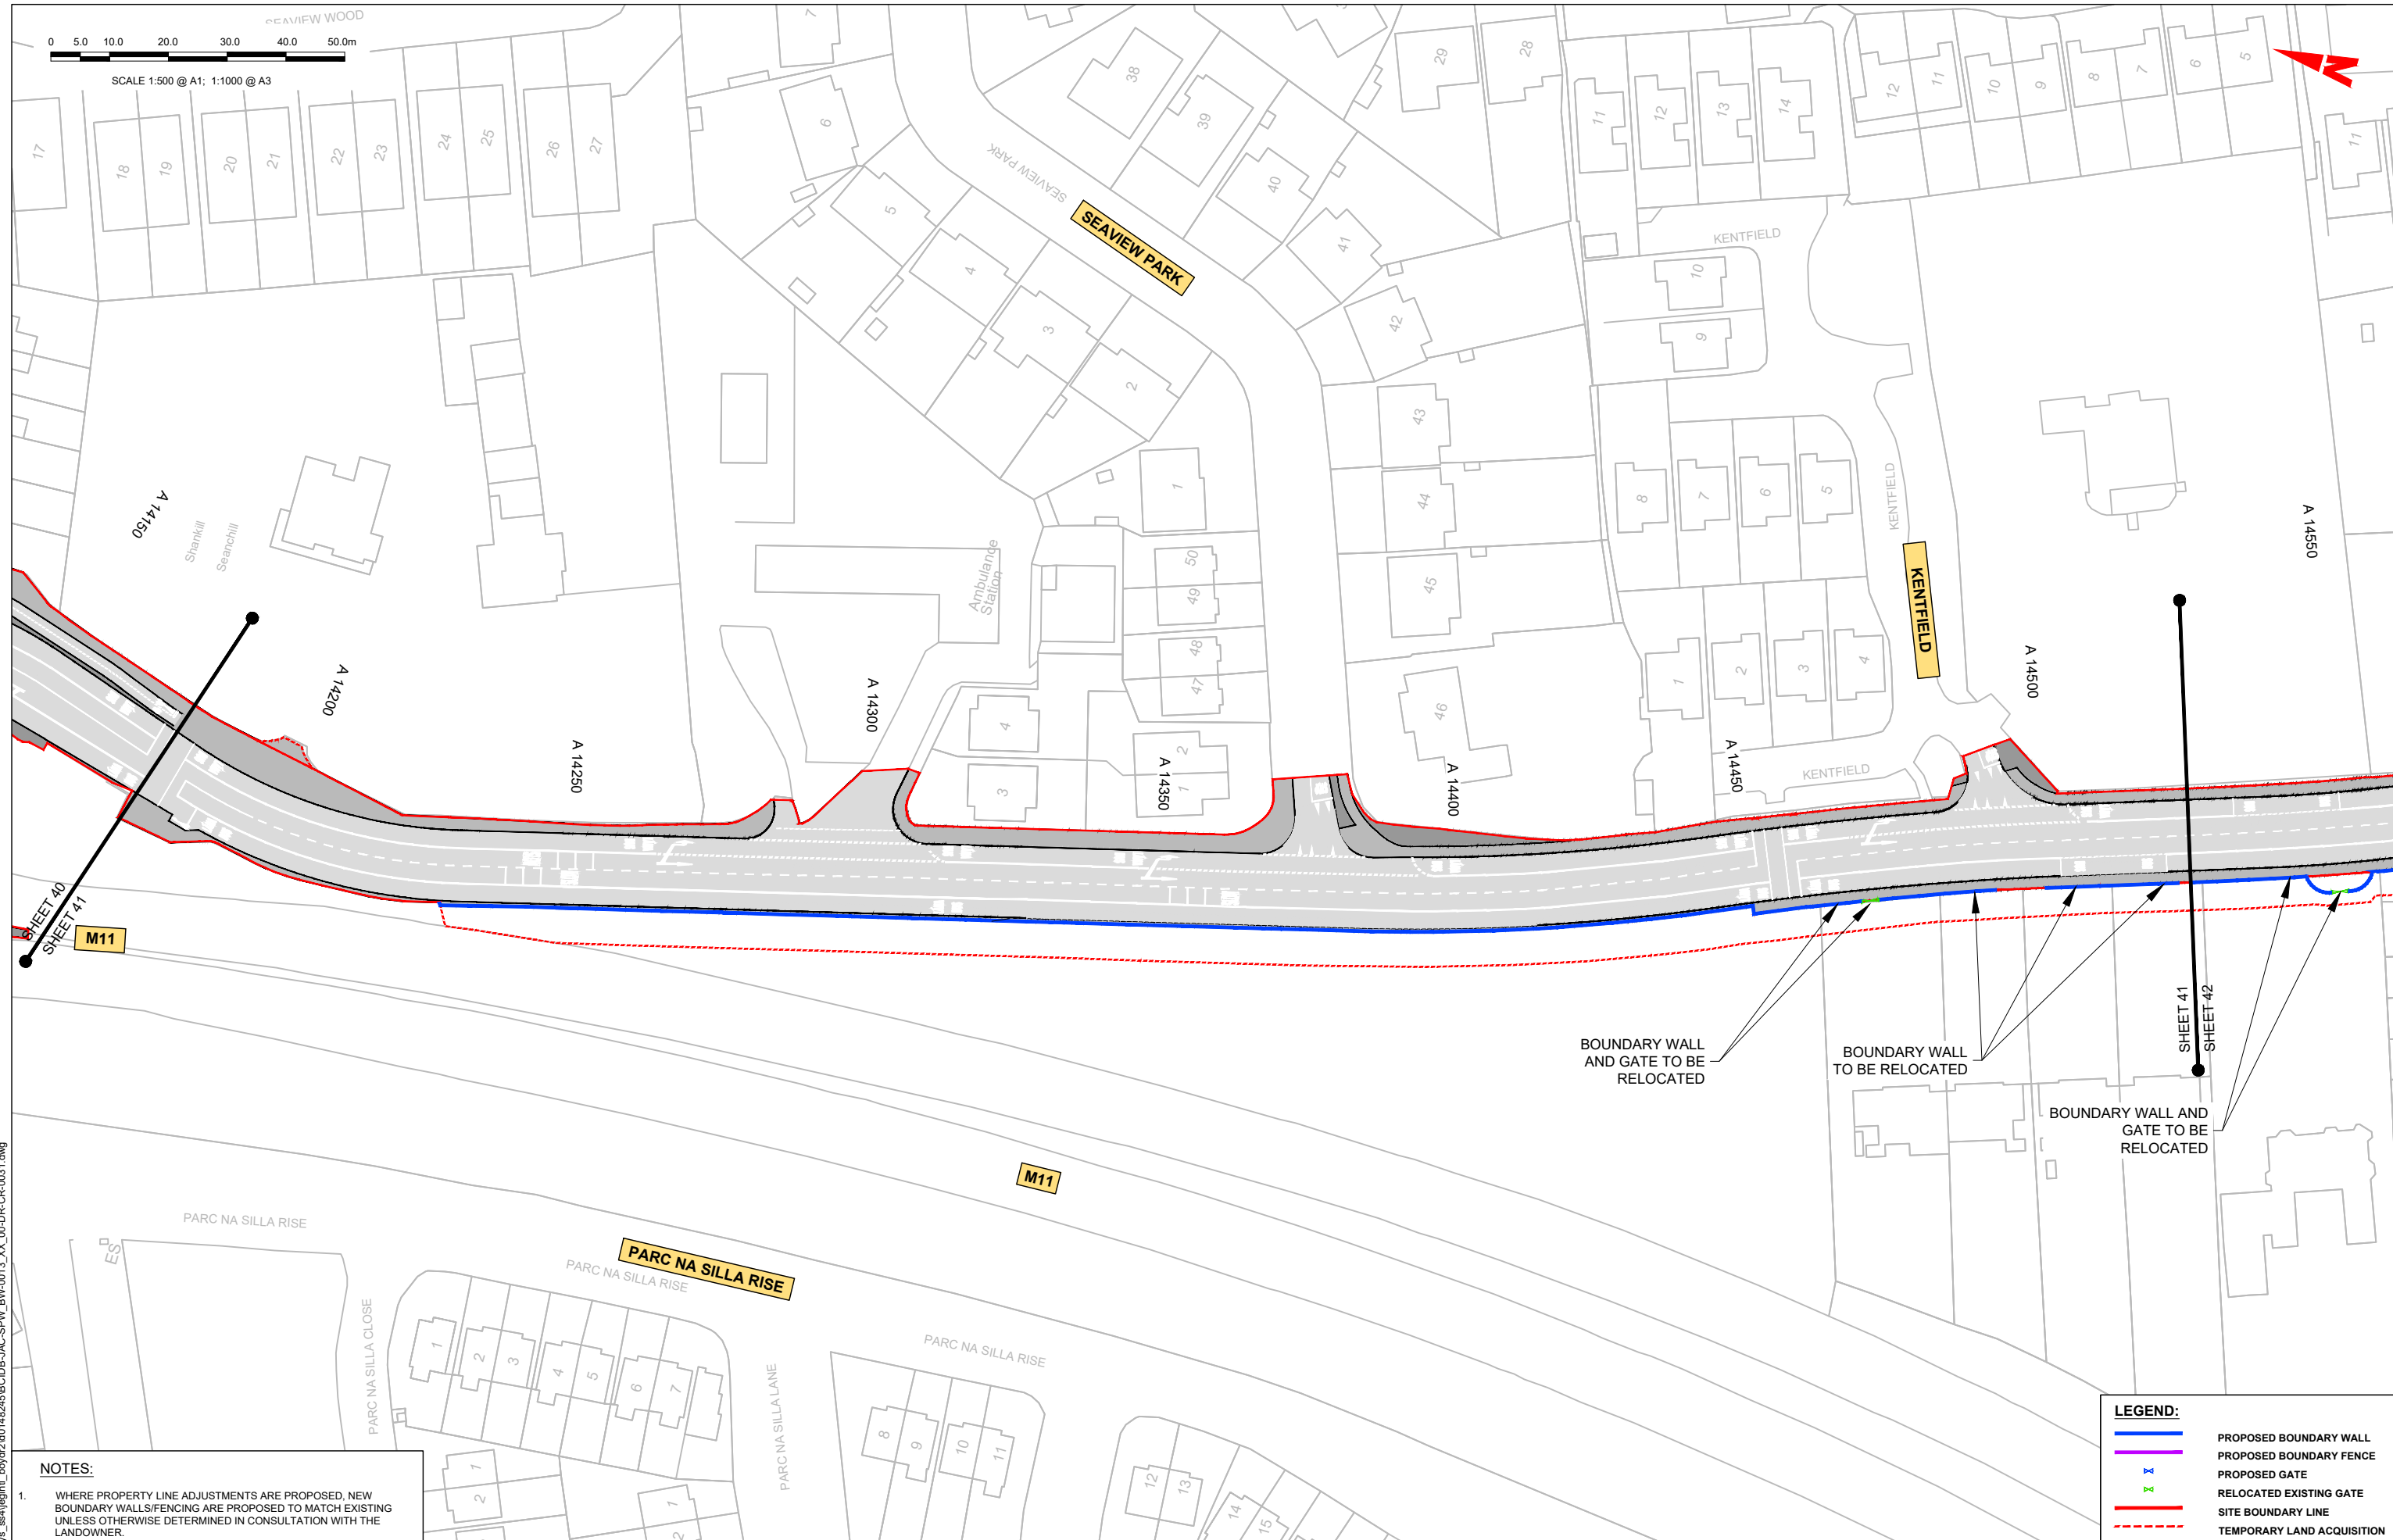 SEAVIEW WOOD
0 5.0 10.0 20.0 30.0 40.0 50.0m
SCALE 1:500 @ A1; 1:1000 @ A3
N
17
18
19
20
21
22
23
24
25
26
27
7
6
5
4
3
2
1
38
39
40
41
42
43
44
45
46
29
28
11
12
13
14
12
11
10
9
8
7
6
5
11
SEAVIEW PARK
SEAVIEW PARK
KENTFIELD
10
9
8
7
6
5
KENTFIELD
KENTFIELD
1
2
3
4
KENTFIELD
50
49
48
47
4
3
2
1
Ambulance
Station
Shankill
Seanchill
A 14150
A 14200
A 14250
A 14300
A 14350
A 14400
A 14450
A 14500
A 14550
SHEET 40
SHEET 41
M11
SHEET 41
SHEET 42
BOUNDARY WALL
AND GATE TO BE
RELOCATED
BOUNDARY WALL
TO BE RELOCATED
BOUNDARY WALL AND
GATE TO BE
RELOCATED
M11
PARC NA SILLA RISE
ES
PARC NA SILLA RISE
PARC NA SILLA RISE
PARC NA SILLA RISE
PARC NA SILLA CLOSE
PARC NA SILLA LANE
1
2
3
4
5
6
7
8
9
10
11
12
13
14
15
1
2
1
2
NOTES:
1. WHERE PROPERTY LINE ADJUSTMENTS ARE PROPOSED, NEW
BOUNDARY WALLS/FENCING ARE PROPOSED TO MATCH EXISTING
UNLESS OTHERWISE DETERMINED IN CONSULTATION WITH THE
LANDOWNER.
LEGEND:
PROPOSED BOUNDARY WALL
PROPOSED BOUNDARY FENCE
PROPOSED GATE
RELOCATED EXISTING GATE
SITE BOUNDARY LINE
TEMPORARY LAND ACQUISITION